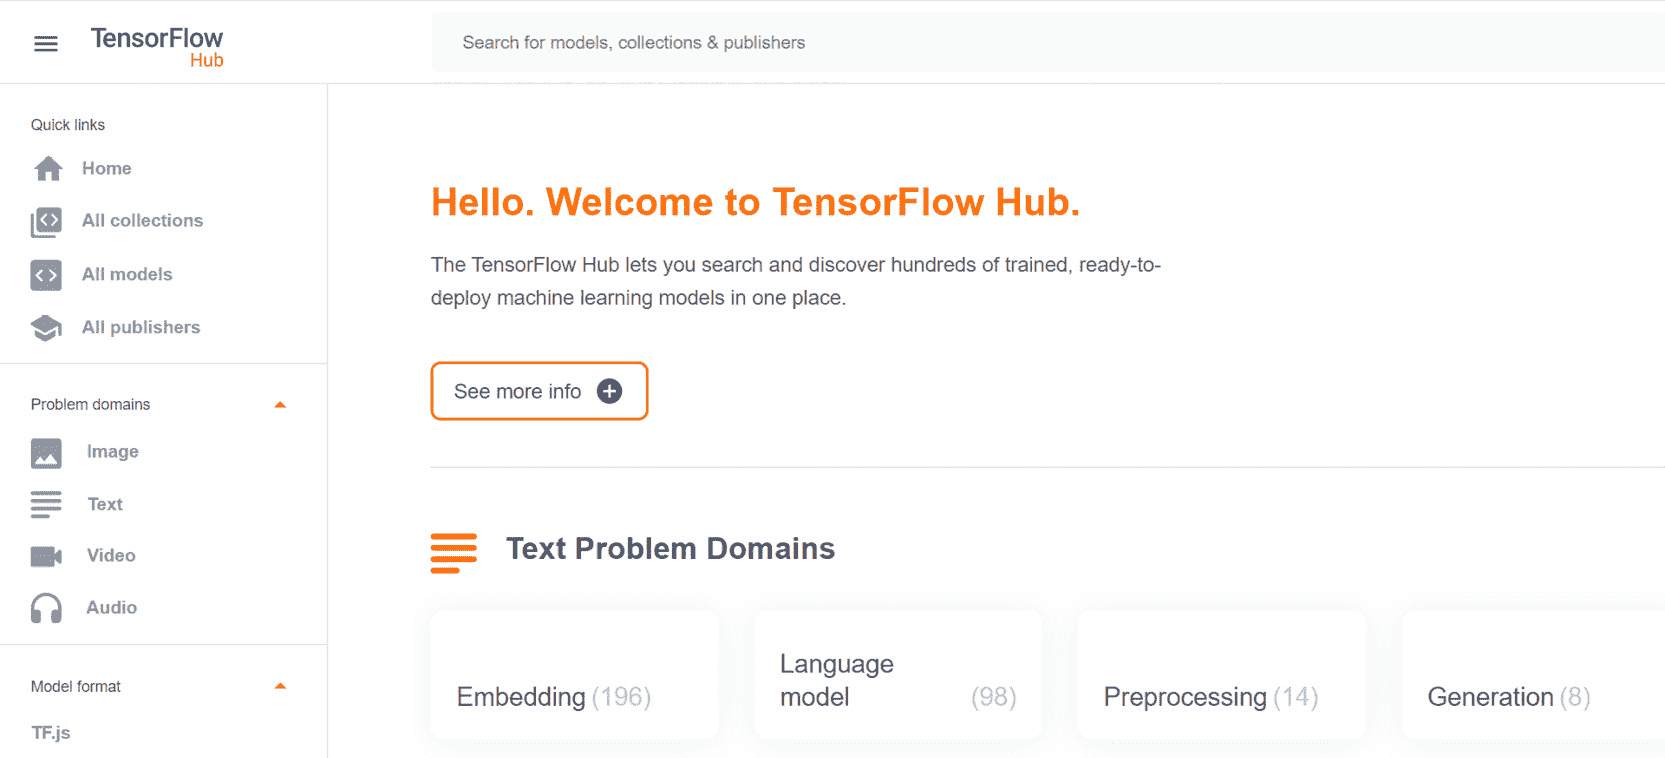 TensorFlow
Hub
Search for models, collections & publishers
Quick links
Home
All collections
All models
All publishers
Problem domains
Image
Text
Video
Audio
Model format
TF.js
Hello. Welcome to TensorFlow Hub.
The TensorFlow Hub lets you search and discover hundreds of trained, ready-to-
deploy machine learning models in one place.
See more info
Text Problem Domains
Embedding (196)
Language
model (98)
Preprocessing (14)
Generation (8)